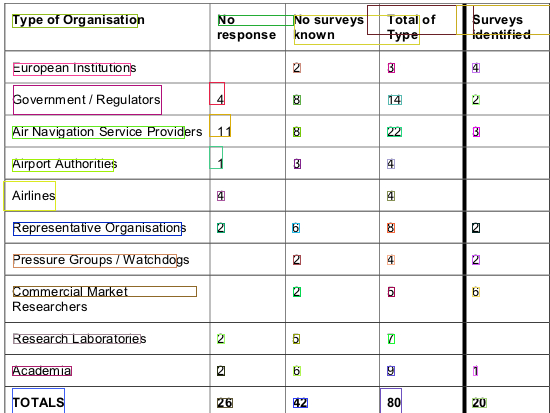 Type of Organisation No response No surveys known Total of Type Surveys identified
European Institutions 2 3 4
Government / Regulators 4 8 14 2
Air Navigation Service Providers 11 8 22 3
Airport Authorities 1 3 4
Airlines 4 4
Representative Organisations 2 6 8 2
Pressure Groups / Watchdogs 2 4 2
Commercial Market 2 5 6
Researchers
Research Laboratories 2 5 7
Academia 2 6 9 1
TOTALS 26 42 80 20